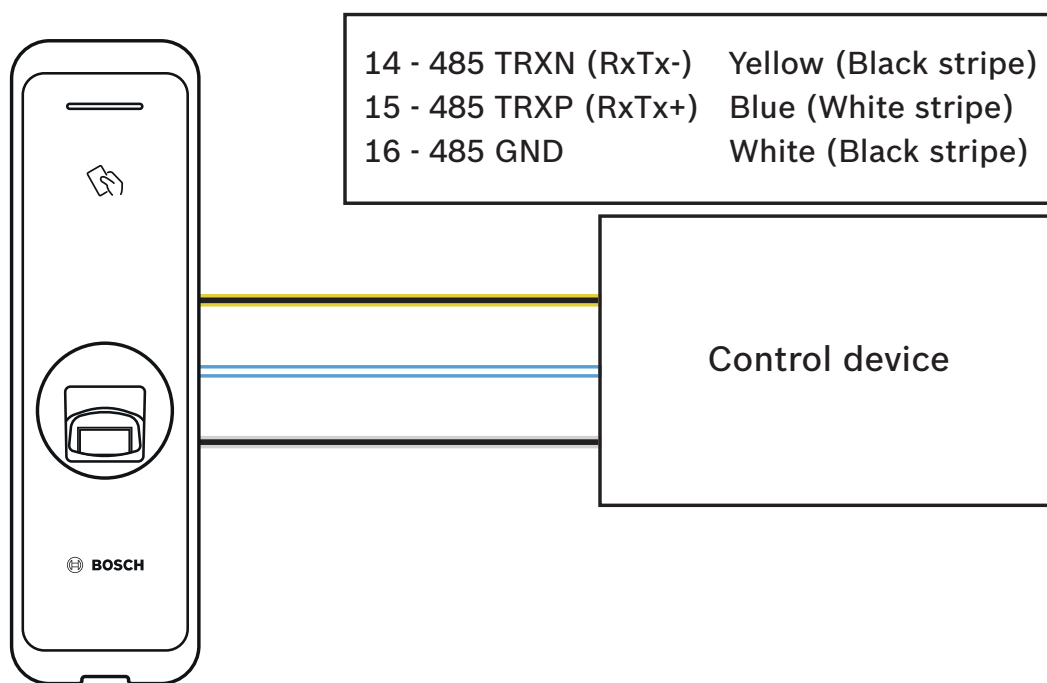 14 - 485 TRXN (RxTx-) Yellow (Black stripe)
15 - 485 TRXP (RxTx+) Blue (White stripe)
16 - 485 GND White (Black stripe)
Control device
BOSCH